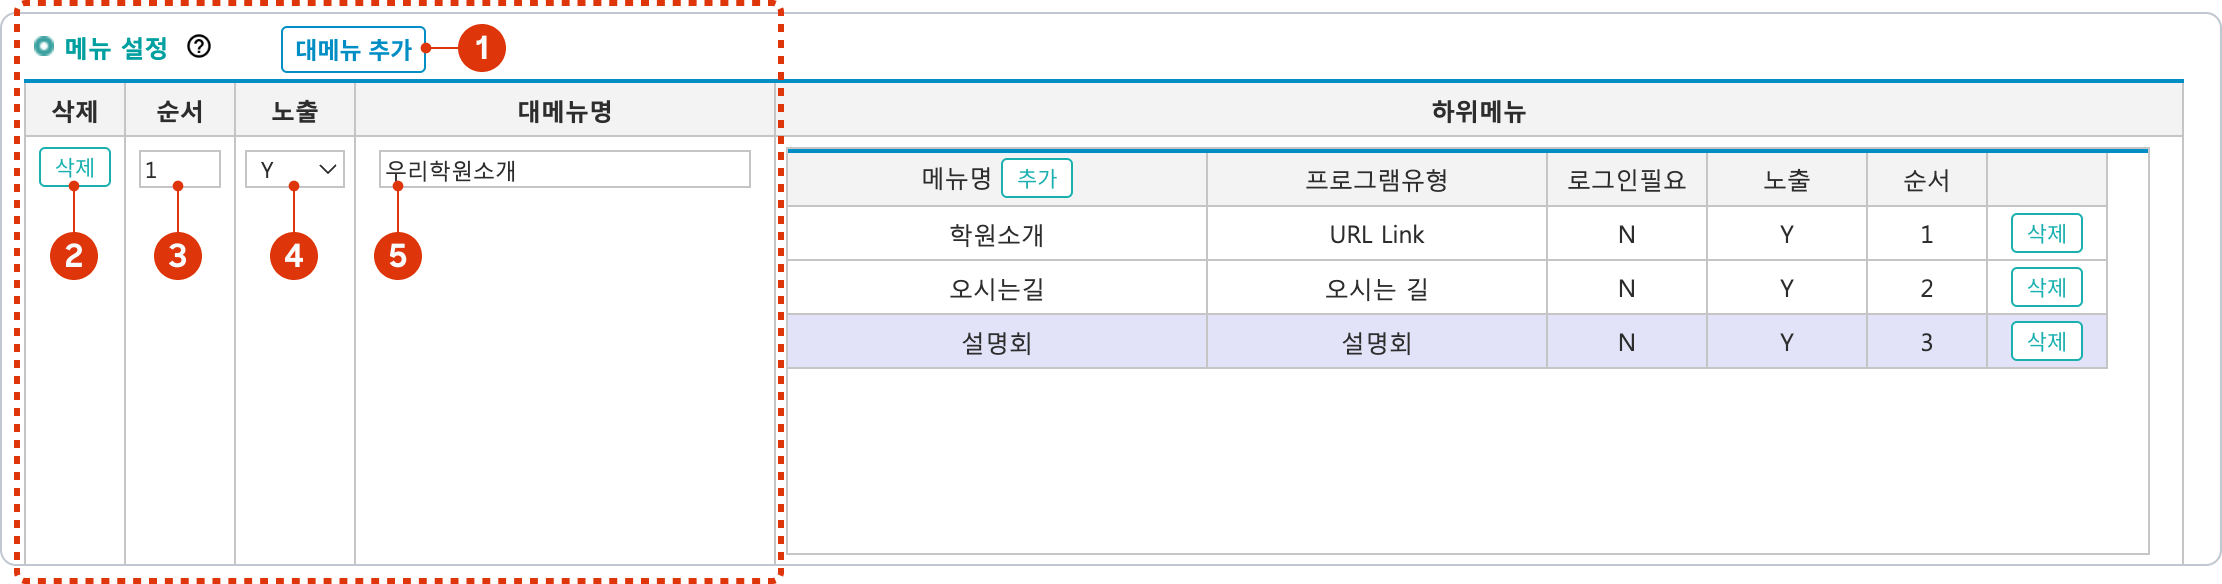 메뉴 설정 ? 대메뉴 추가 1
삭제 순서 노출 대메뉴명 하위메뉴
삭제 1 Y 우리학원소개
2 3 4 5
메뉴명 추가 프로그램유형 로그인필요 노출 순서
학원소개 URL Link N Y 1 삭제
오시는길 오시는 길 N Y 2 삭제
설명회 설명회 N Y 3 삭제